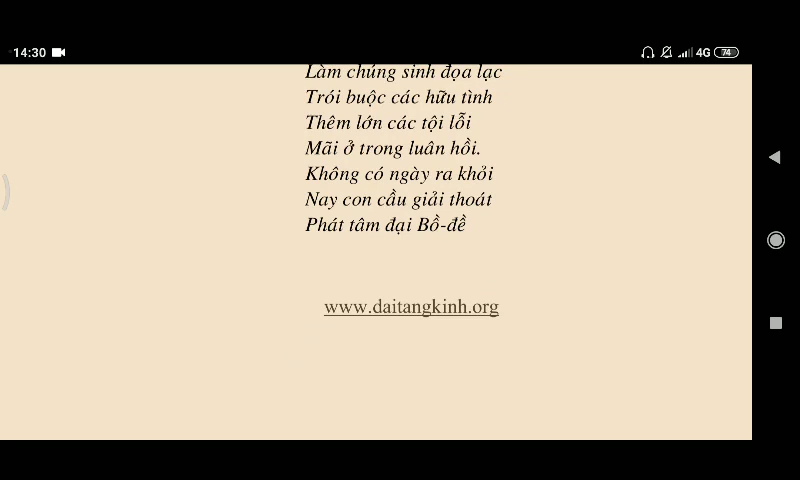 14:30
4G 74
Làm chúng sinh đọa lạc
Trói buộc các hữu tình
Thêm lớn các tội lỗi
Mãi ở trong luân hồi.
Không có ngày ra khỏi
Nay con cầu giải thoát
Phát tâm đại Bồ-đề
www.daitangkinh.org